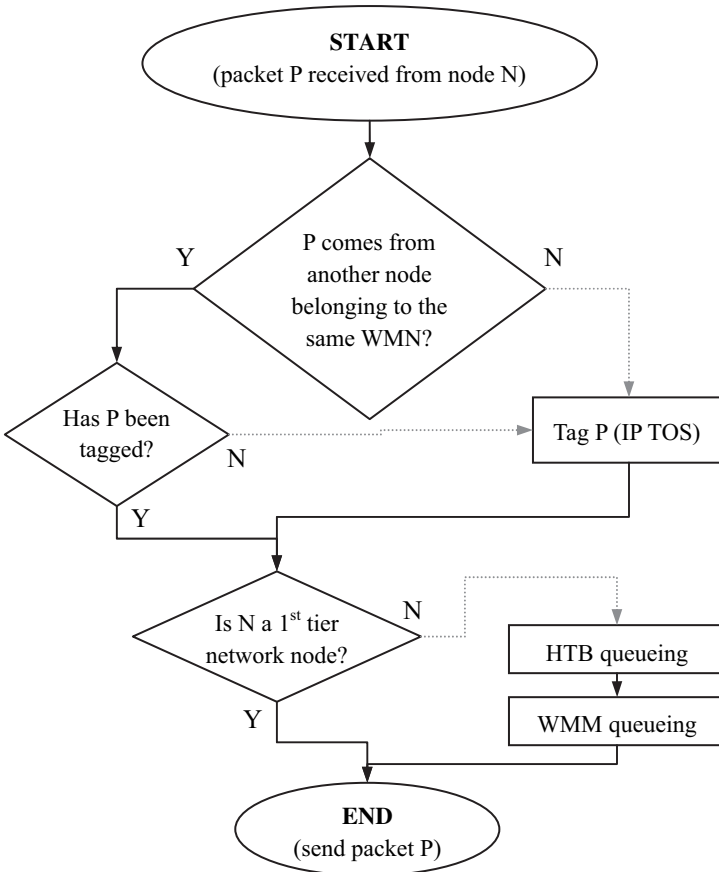 START
(packet P received from node N)
Y
N
P comes from
another node
belonging to the
same WMN?
Has P been
tagged?
N
Tag P (IP TOS)
Y
Is N a 1st tier
network node?
N
HTB queueing
Y
WMM queueing
END
(send packet P)